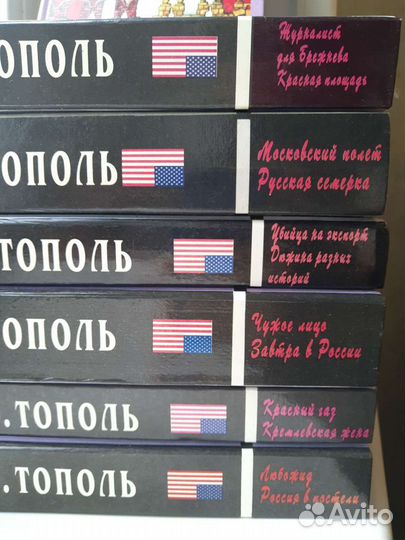 ТОПОЛЬ
Журналист
для Брежнева
Красная площадь
ТОПОЛЬ
Московский полет
Русская семерка
ТОПОЛЬ
Убийца на экспорт
Дюжина разных
историй
ТОПОЛЬ
Чужое лицо
Завтра в России
.ТОПОЛЬ
Красный газ
Кремлевская жена
.ТОПОЛЬ
Любожид
Россия в постели
Avito